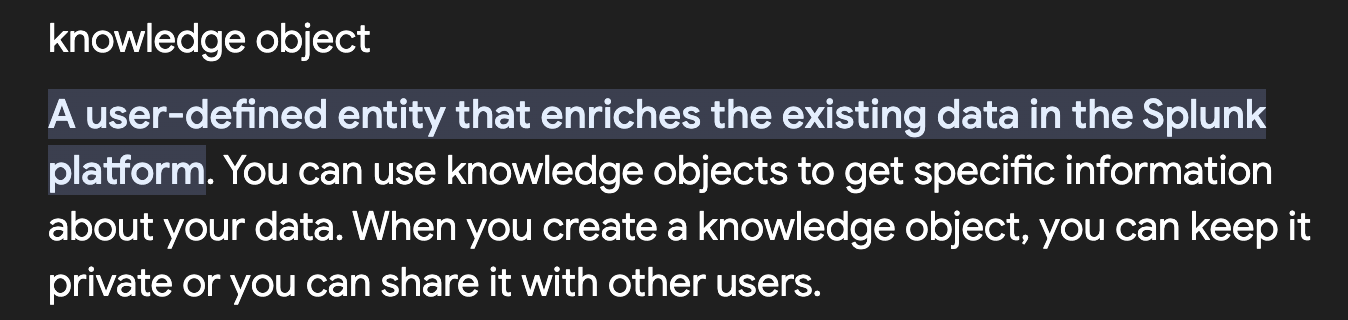 knowledge object
A user-defined entity that enriches the existing data in the Splunk
platform. You can use knowledge objects to get specific information
about your data. When you create a knowledge object, you can keep it
private or you can share it with other users.